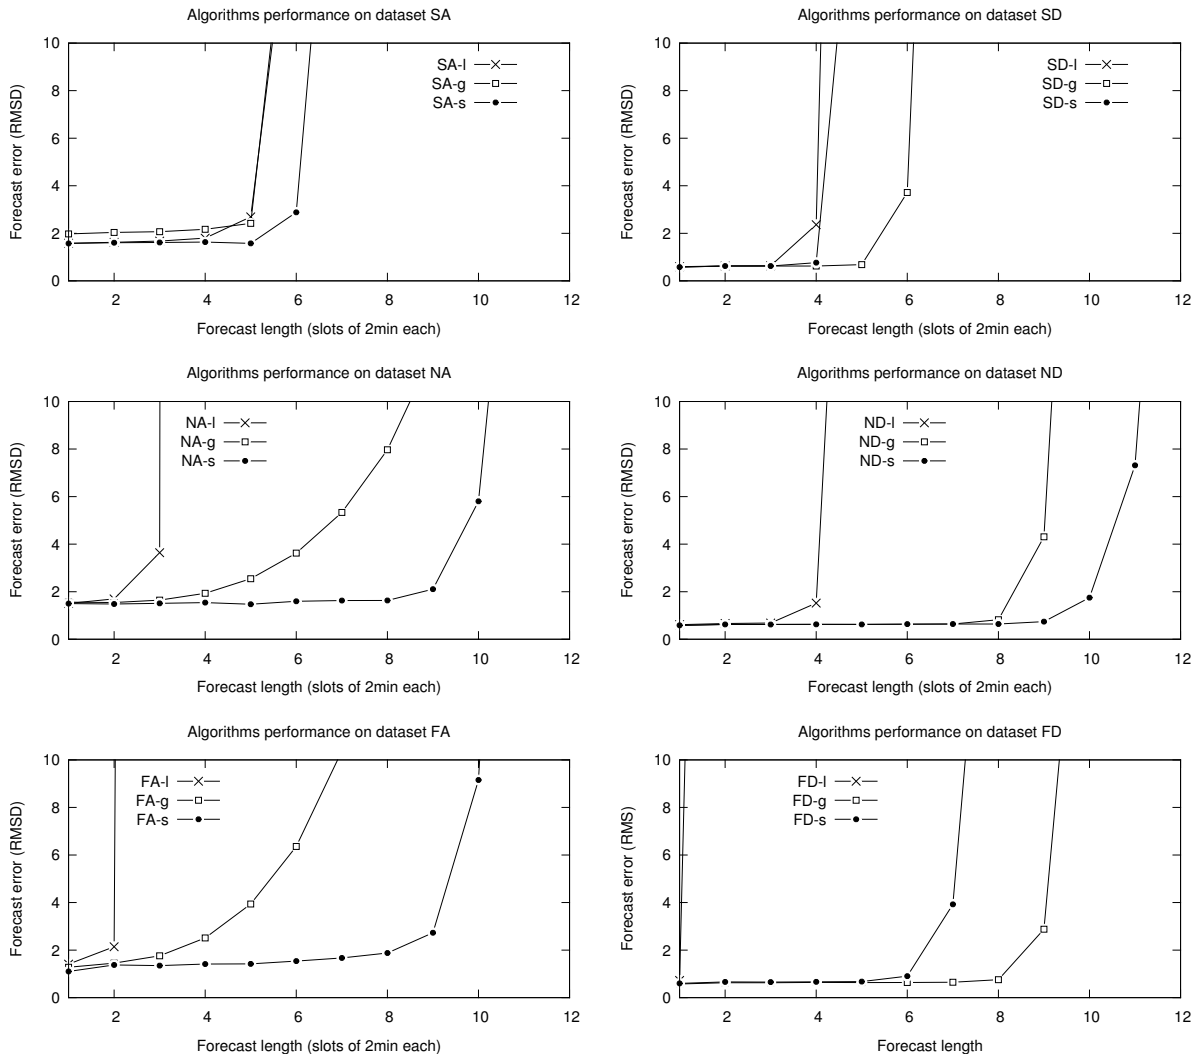 Algorithms performance on dataset SA
10
8
6
4
2
0
2 4 6 8 10 12
Forecast error (RMSD)
Forecast length (slots of 2min each)
SA-l
SA-g
SA-s
Algorithms performance on dataset SD
10
8
6
4
2
0
2 4 6 8 10 12
Forecast error (RMSD)
Forecast length (slots of 2min each)
SD-l
SD-g
SD-s
Algorithms performance on dataset NA
10
8
6
4
2
0
2 4 6 8 10 12
Forecast error (RMSD)
Forecast length (slots of 2min each)
NA-l
NA-g
NA-s
Algorithms performance on dataset ND
10
8
6
4
2
0
2 4 6 8 10 12
Forecast error (RMSD)
Forecast length (slots of 2min each)
ND-l
ND-g
ND-s
Algorithms performance on dataset FA
10
8
6
4
2
0
2 4 6 8 10 12
Forecast error (RMSD)
Forecast length (slots of 2min each)
FA-l
FA-g
FA-s
Algorithms performance on dataset FD
10
8
6
4
2
0
2 4 6 8 10 12
Forecast error (RMS)
Forecast length
FD-l
FD-g
FD-s